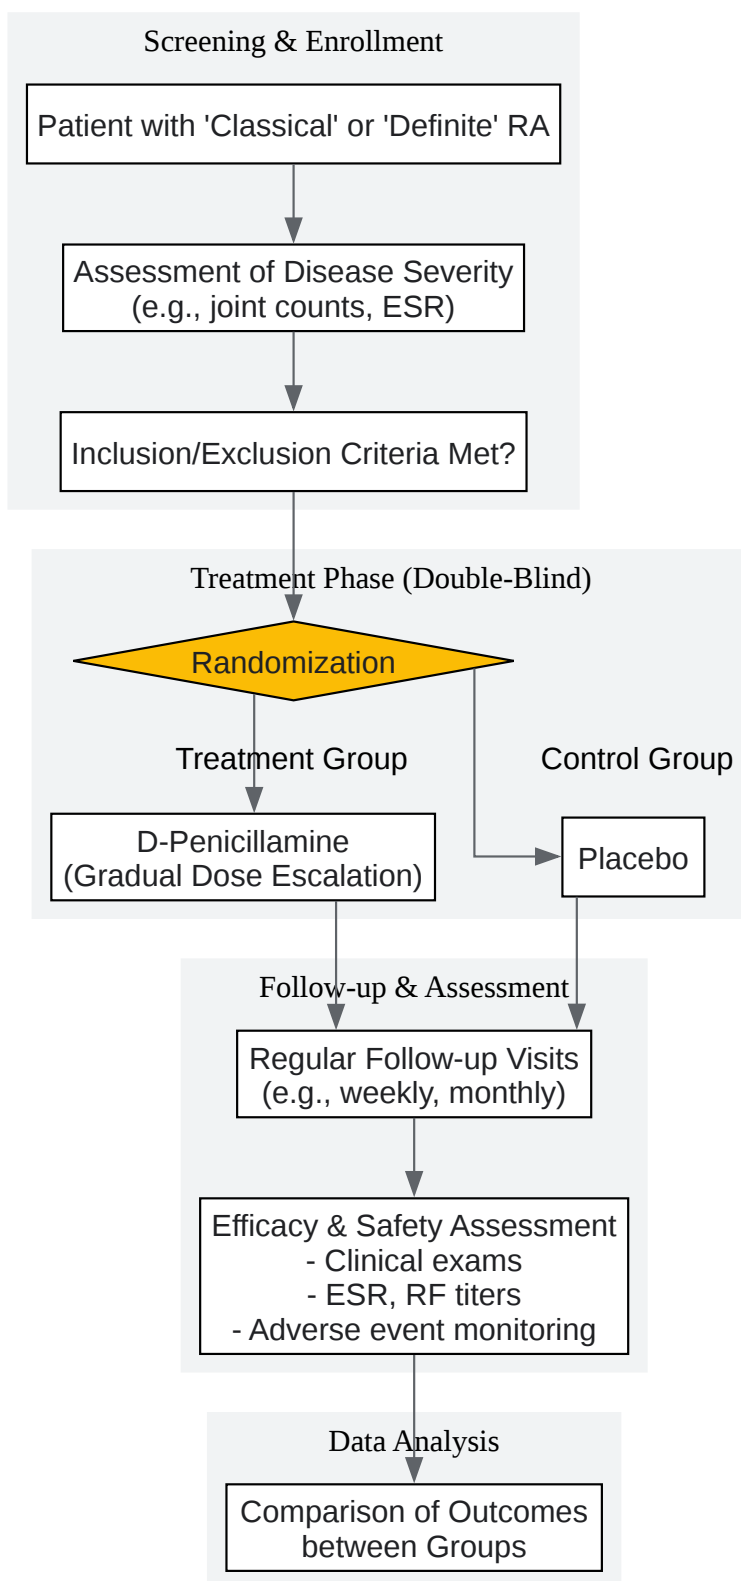 Screening & Enrollment
Patient with 'Classical' or 'Definite' RA
Assessment of Disease Severity
(e.g., joint counts, ESR)
Inclusion/Exclusion Criteria Met?
Treatment Phase (Double-Blind)
Randomization
Treatment Group
Control Group
D-Penicillamine
(Gradual Dose Escalation)
Placebo
Follow-up & Assessment
Regular Follow-up Visits
(e.g., weekly, monthly)
Efficacy & Safety Assessment
- Clinical exams
- ESR, RF titers
- Adverse event monitoring
Data Analysis
Comparison of Outcomes
between Groups